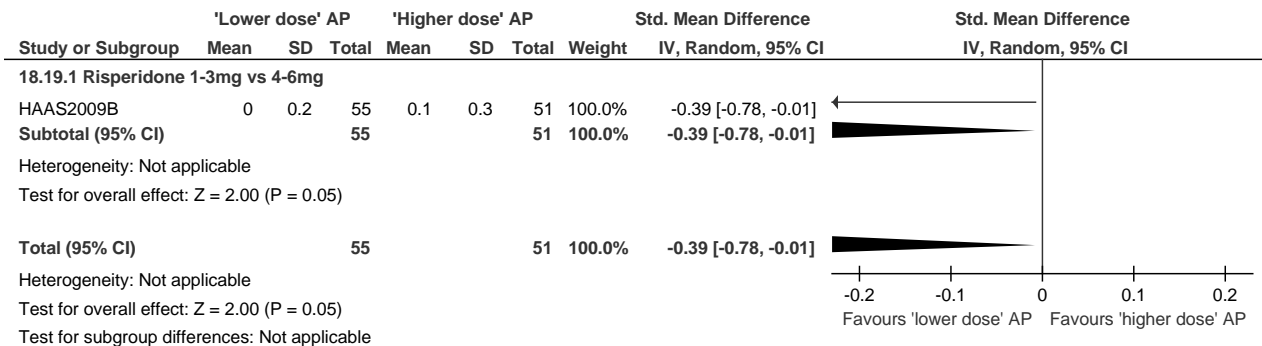 'Lower dose' AP 'Higher dose' AP Std. Mean Difference Std. Mean Difference
Study or Subgroup Mean SD Total Mean SD Total Weight IV, Random, 95% CI IV, Random, 95% CI
18.19.1 Risperidone 1-3mg vs 4-6mg
HAAS2009B 0 0.2 55 0.1 0.3 51 100.0% -0.39 [-0.78, -0.01]
Subtotal (95% CI) 55 51 100.0% -0.39 [-0.78, -0.01]
Heterogeneity: Not applicable
Test for overall effect: Z = 2.00 (P = 0.05)
Total (95% CI) 55 51 100.0% -0.39 [-0.78, -0.01]
Heterogeneity: Not applicable
Test for overall effect: Z = 2.00 (P = 0.05)
Test for subgroup differences: Not applicable
-0.2 -0.1 0 0.1 0.2
Favours 'lower dose' AP Favours 'higher dose' AP